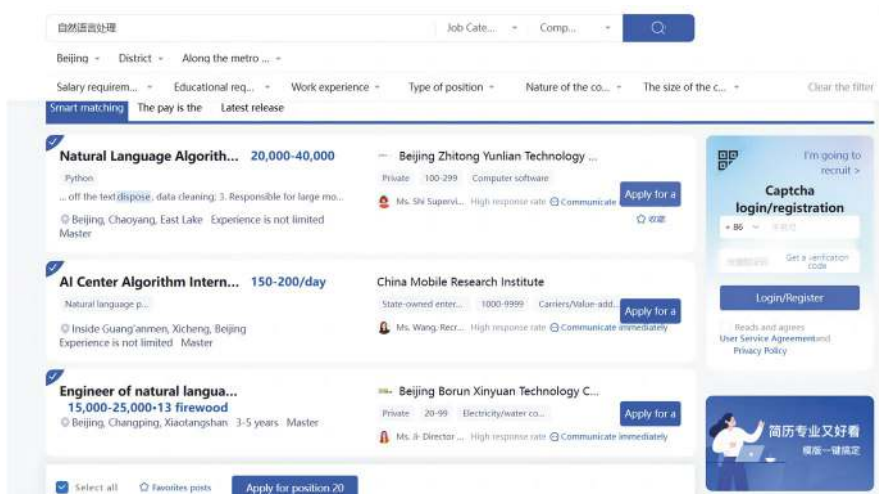 自然语言处理 Job Cate... Comp...
Beijing District Along the metro ...
Salary requirem... Educational req... Work experience Type of position Nature of the co... The size of the c... Clear the filter
Smart matching The pay is the Latest release
Natural Language Algorith... 20,000-40,000
Python
... off the text dispose, data cleaning; 3. Responsible for large mo...
Beijing, Chaoyang, East Lake Experience is not limited
Master
Beijing Zhitong Yunlian Technology ...
Private 100-299 Computer software
Ms. Shi Supervi... High response rate Communicate
Apply for a
收藏
AI Center Algorithm Intern... 150-200/day
Natural language p...
Inside Guang'anmen, Xicheng, Beijing
Experience is not limited Master
China Mobile Research Institute
State-owned enter... 1000-9999 Carriers/Value-add...
Ms. Wang, Recr... High response rate Communicate immediately
Apply for a
Engineer of natural langua...
15,000-25,000·13 firewood
Beijing, Changping, Xiaotangshan 3-5 years Master
Beijing Borun Xinyuan Technology C...
Private 20-99 Electricity/water co...
Ms. Ji· Director ... High response rate Communicate immediately
Apply for a
Select all Favorites posts Apply for position 20
I'm going to
recruit >
Captcha
login/registration
+ 86
Get a verification
code
Login/Register
Reads and agrees
User Service Agreement and
Privacy Policy
简历专业又好看
模版一键搞定